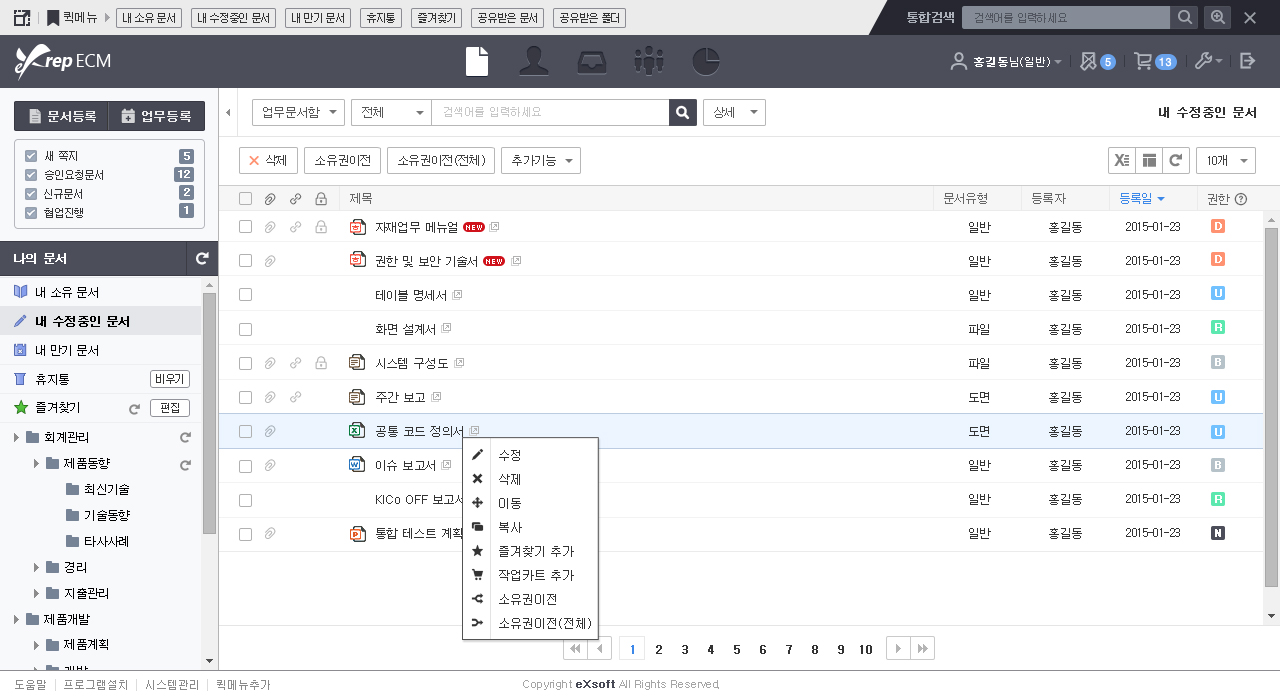 퀵메뉴 내 소유 문서 내 수정중인 문서 내 만기 문서 휴지통 즐겨찾기 공유받은 문서 공유받은 폴더 통합검색 검색어를 입력하세요
eXrep ECM 홍길동님(일반) 5 13
문서등록 업무등록
업무문서함 전체 검색어를 입력하세요 상세 내 수정중인 문서
새 쪽지 5
승인요청문서 12
신규문서 2
협업진행 1
삭제 소유권이전 소유권이전(전체) 추가기능 10개
제목 문서유형 등록자 등록일 권한
자재업무 메뉴얼 NEW 일반 홍길동 2015-01-23 D
권한 및 보안 기술서 NEW 일반 홍길동 2015-01-23 D
테이블 명세서 일반 홍길동 2015-01-23 U
화면 설계서 파일 홍길동 2015-01-23 R
시스템 구성도 파일 홍길동 2015-01-23 B
주간 보고 도면 홍길동 2015-01-23 U
공통 코드 정의서 도면 홍길동 2015-01-23 U
이슈 보고서 일반 홍길동 2015-01-23 B
KICo OFF 보고서 일반 홍길동 2015-01-23 R
통합 테스트 계획 일반 홍길동 2015-01-23 N
나의 문서
내 소유 문서
내 수정중인 문서
내 만기 문서
휴지통 비우기
즐겨찾기 편집
회계관리
제품동향
최신기술
기술동향
타사사례
경리
지출관리
제품개발
제품계획
개발
수정
삭제
이동
복사
즐겨찾기 추가
작업카트 추가
소유권이전
소유권이전(전체)
1 2 3 4 5 6 7 8 9 10
도움말 프로그램설치 시스템관리 퀵메뉴추가
Copyright eXsoft All Rights Reserved.